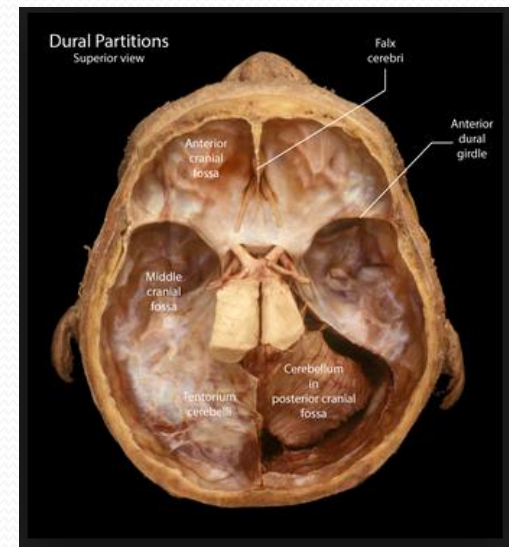 Dural Partitions
Superior view
Falx
cerebri
Anterior
dural
girdle
Anterior
cranial
fossa
Middle
cranial
fossa
Tentorium
cerebelli
Cerebellum
in
posterior cranial
fossa